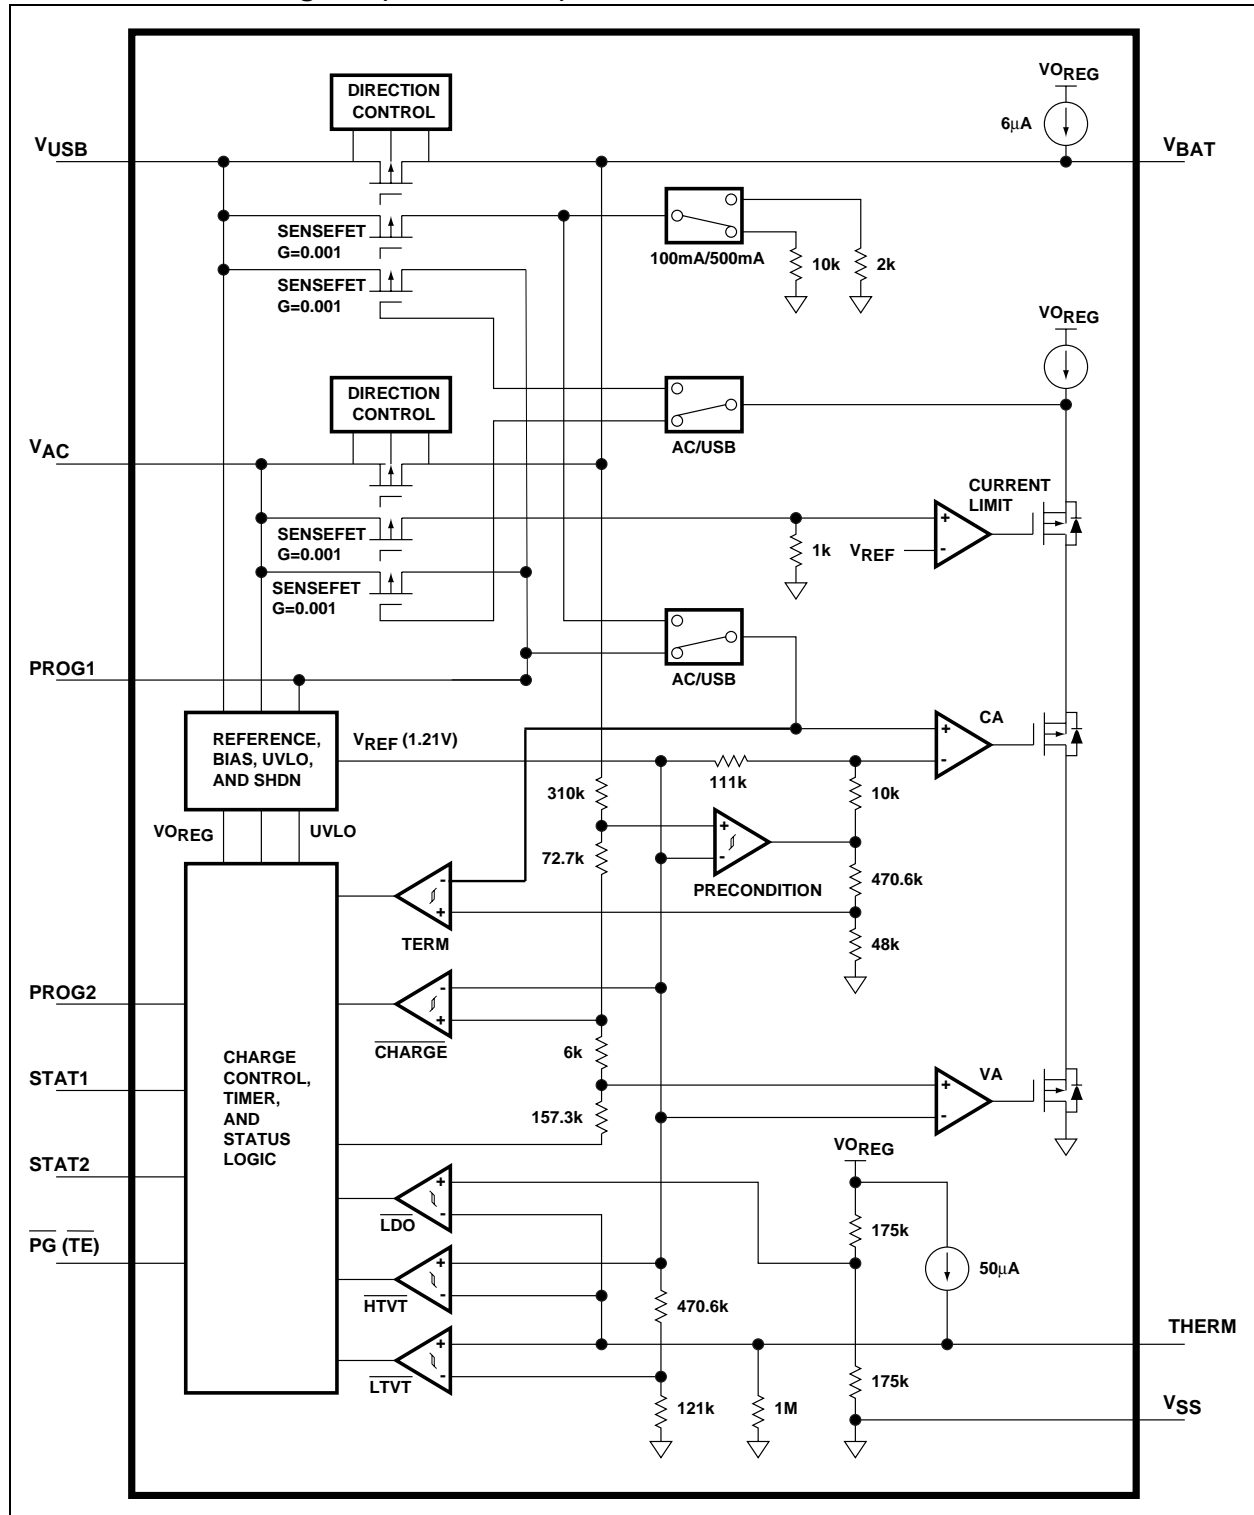 DIRECTION
CONTROL
VOREG
6µA
VUSB
VBAT
SENSEFET
G=0.001
100mA/500mA
10k
2k
SENSEFET
G=0.001
VOREG
DIRECTION
CONTROL
AC/USB
VAC
CURRENT
LIMIT
+
-
SENSEFET
G=0.001
1k
VREF
SENSEFET
G=0.001
PROG1
AC/USB
REFERENCE,
BIAS, UVLO,
AND SHDN
VREF (1.21V)
CA
+
-
111k
310k
10k
VOREG
UVLO
+
-
72.7k
PRECONDITION
470.6k
-
+
TERM
48k
PROG2
-
+
CHARGE
6k
CHARGE
CONTROL,
TIMER,
AND
STATUS
LOGIC
STAT1
VA
+
-
157.3k
VOREG
STAT2
+
-
LDO
175k
PG (TE)
50µA
+
-
HTVT
470.6k
THERM
+
-
LTVT
175k
121k
1M
VSS